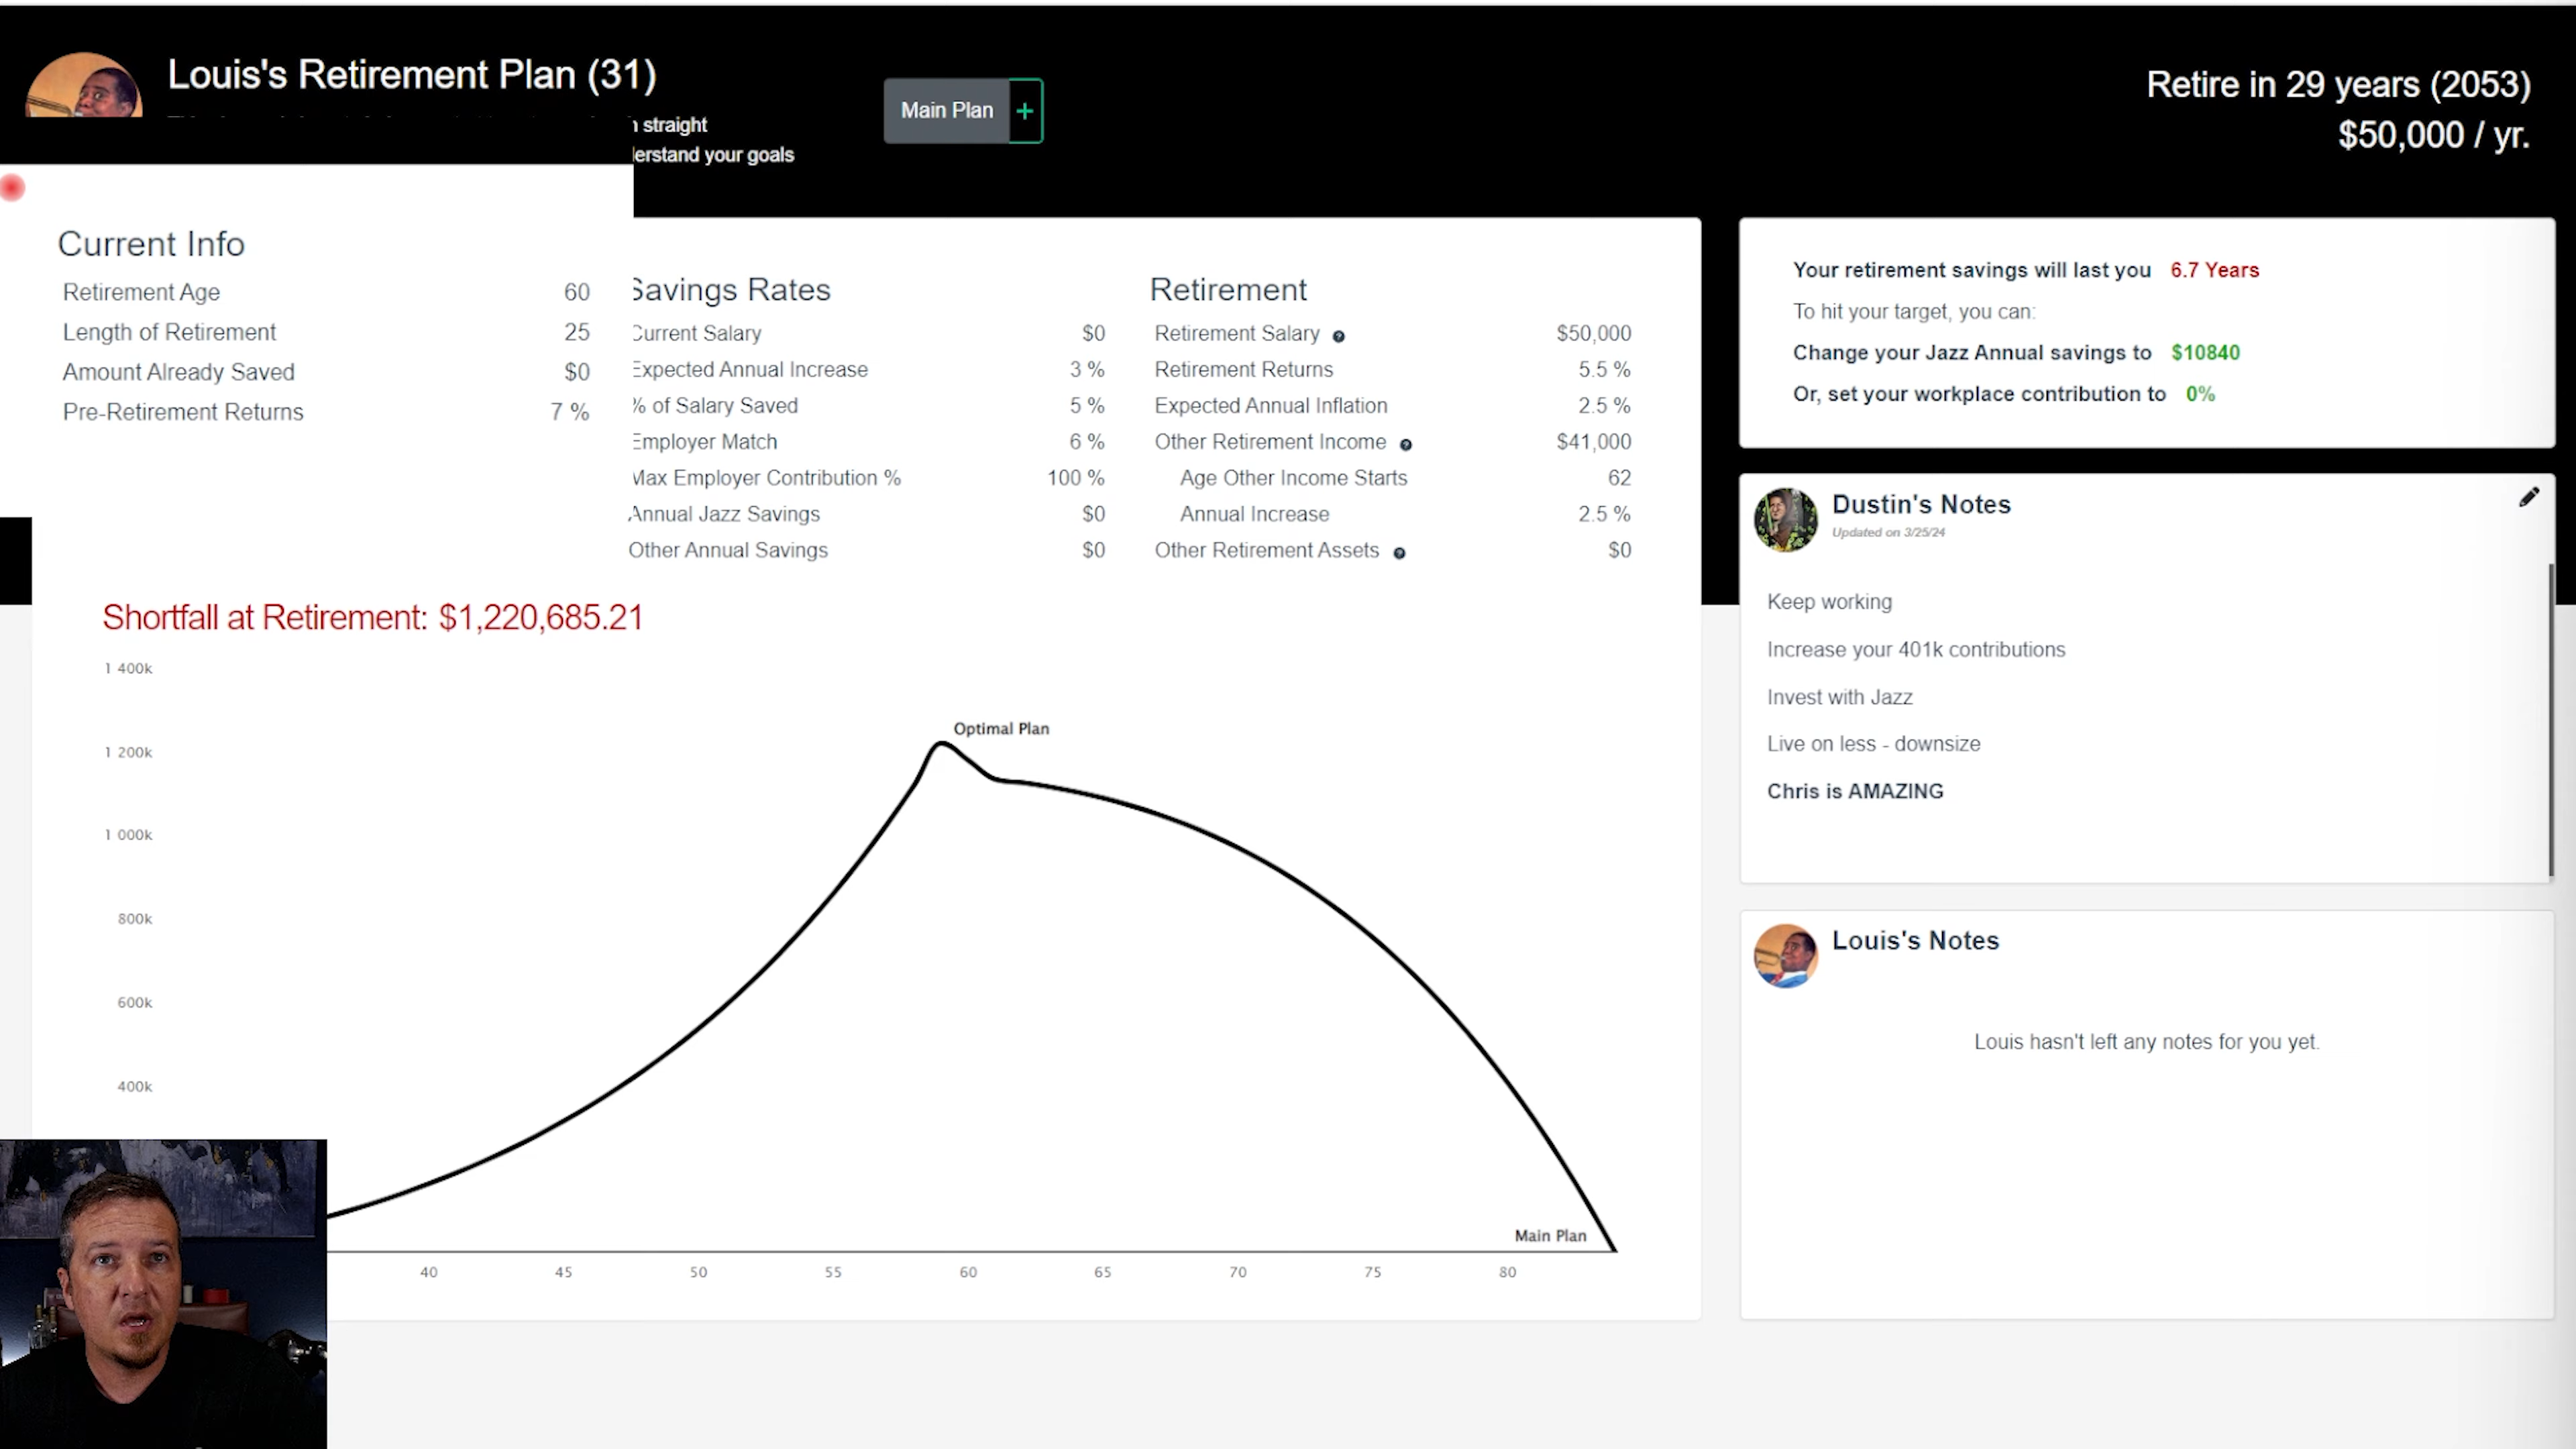 Louis's Retirement Plan (31)
straight
erstand your goals
Main Plan +
Retire in 29 years (2053)
$50,000 / yr.
Current Info
Retirement Age 60
Length of Retirement 25
Amount Already Saved $0
Pre-Retirement Returns 7 %
Savings Rates
Current Salary $0
Expected Annual Increase 3 %
% of Salary Saved 5 %
Employer Match 6 %
Max Employer Contribution % 100 %
Annual Jazz Savings $0
Other Annual Savings $0
Retirement
Retirement Salary $50,000
Retirement Returns 5.5 %
Expected Annual Inflation 2.5 %
Other Retirement Income $41,000
Age Other Income Starts 62
Annual Increase 2.5 %
Other Retirement Assets $0
Shortfall at Retirement: $1,220,685.21
1 400k
1 200k
1 000k
800k
600k
400k
Optimal Plan
Main Plan
40 45 50 55 60 65 70 75 80
Your retirement savings will last you 6.7 Years
To hit your target, you can:
Change your Jazz Annual savings to $10840
Or, set your workplace contribution to 0%
Dustin's Notes
Updated on 3/25/24
Keep working
Increase your 401k contributions
Invest with Jazz
Live on less - downsize
Chris is AMAZING
Louis's Notes
Louis hasn't left any notes for you yet.